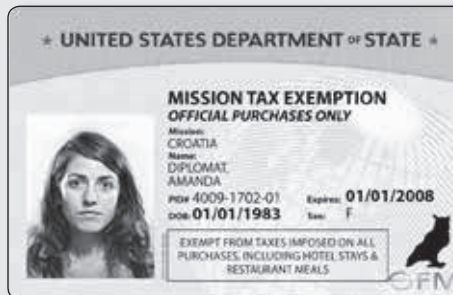 ★ UNITED STATES DEPARTMENT OF STATE ★
MISSION TAX EXEMPTION
OFFICIAL PURCHASES ONLY
Mission:
CROATIA
Name:
DIPLOMAT,
AMANDA
PID# 4009-1702-01 Expires: 01/01/2008
DOB: 01/01/1983 Sex: F
EXEMPT FROM TAXES IMPOSED ON ALL
PURCHASES, INCLUDING HOTEL STAYS &
RESTAURANT MEALS
OFM